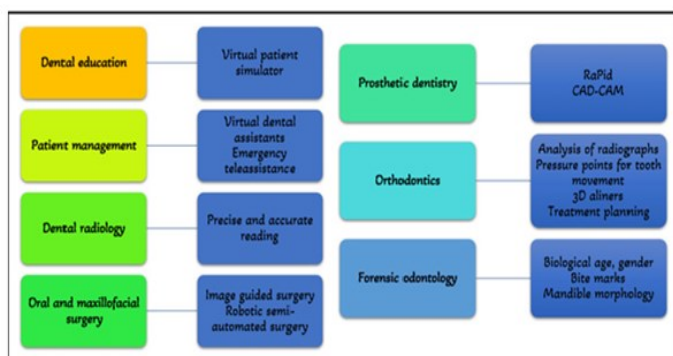 Dental education
Virtual patient
simulator
Patient management
Virtual dental
assistants
Emergency
teleassistance
Dental radiology
Precise and accurate
reading
Oral and maxillofacial
surgery
Image guided surgery
Robotic semi-
automated surgery
Prosthetic dentistry
RaPid
CAD-CAM
Orthodontics
Analysis of radiographs
Pressure points for tooth
movement
3D aliners
Treatment planning
Forensic odontology
Biological age, gender
Bite marks
Mandible morphology